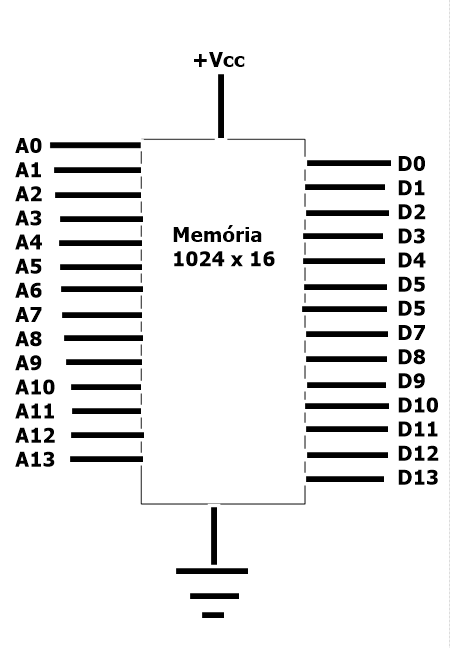 +Vcc
A0
A1
A2
A3
A4
A5
A6
A7
A8
A9
A10
A11
A12
A13
Memória
1024 x 16
D0
D1
D2
D3
D4
D5
D5
D7
D8
D9
D10
D11
D12
D13